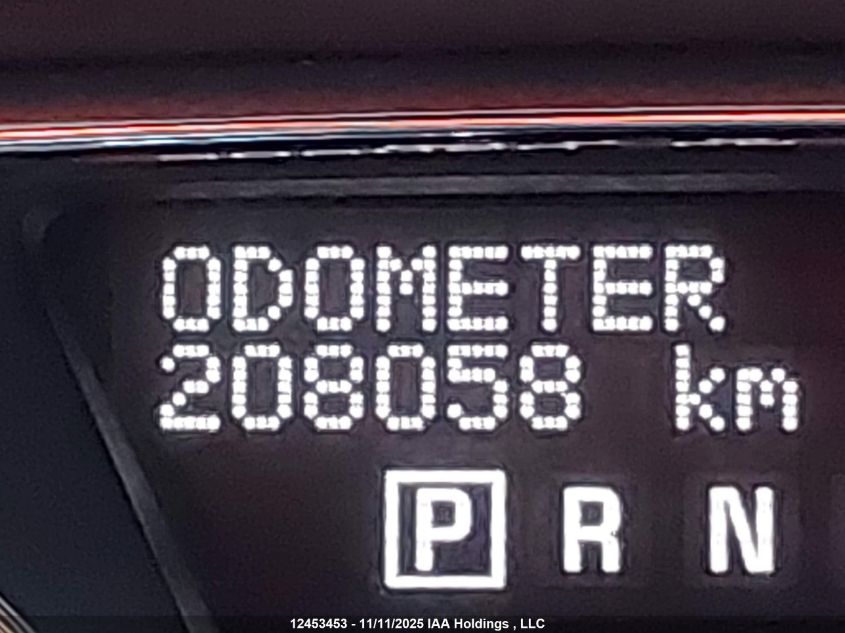 ODOMETER
208058 km
P R N
12453453 - 11/11/2025 IAA Holdings , LLC